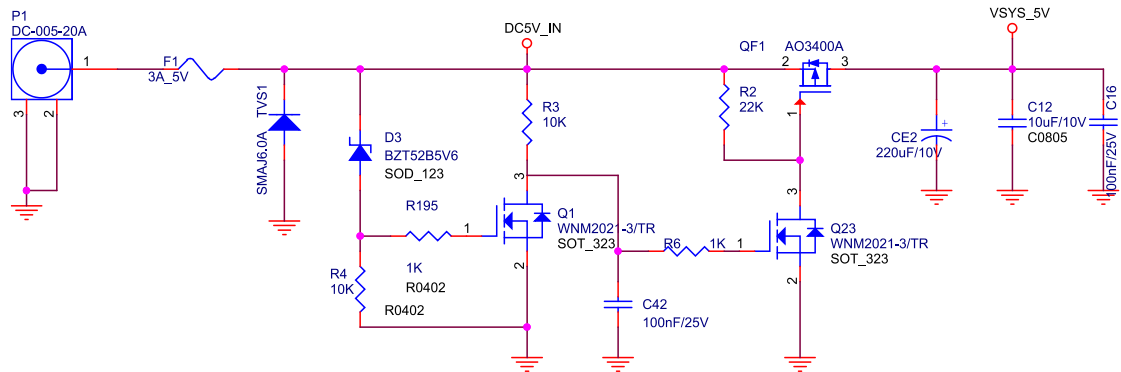 P1
DC-005-20A
1
3
2
F1
3A_5V
SMAJ6.0A TVS1
D3
BZT52B5V6
SOD_123
R4
10K
R0402
R195
1K
R0402
DC5V_IN
R3
10K
3
1
2
Q1
WNM2021-3/TR
SOT_323
C42
100nF/25V
R6
1K
R2
22K
QF1
AO3400A
2
3
1
3
1
2
Q23
WNM2021-3/TR
SOT_323
VSYS_5V
CE2
+
220uF/10V
C12
10uF/10V
C0805
C16
100nF/25V